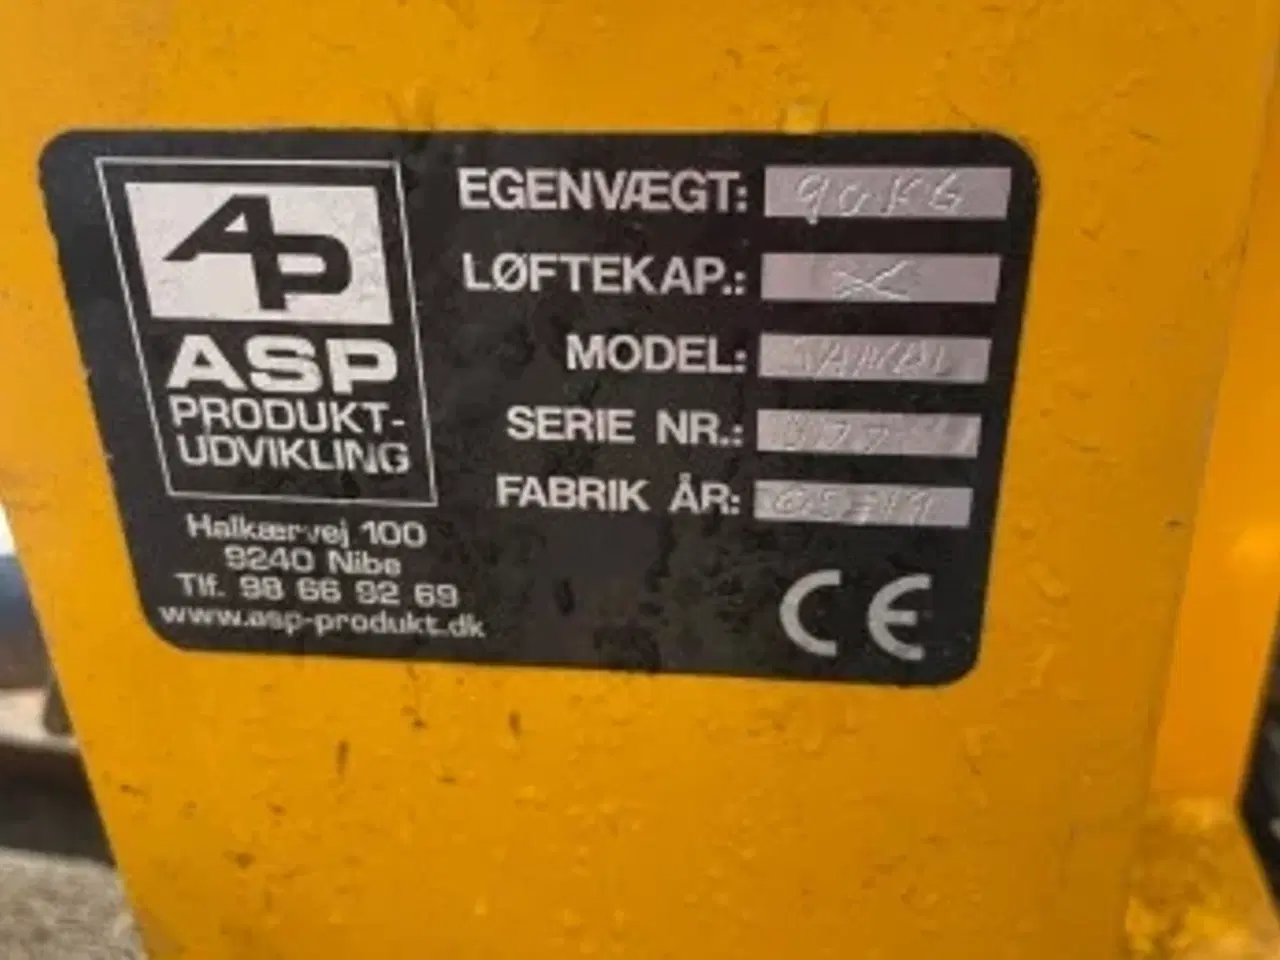 AP
ASP
PRODUKT-
UDVIKLING
Halkærvej 100
9240 Nibe
Tlf. 98 66 92 69
www.asp-produkt.dk
EGENVÆGT: 90KG
LØFTEKAP.:
MODEL:
SERIE NR.:
FABRIK ÅR:
CE